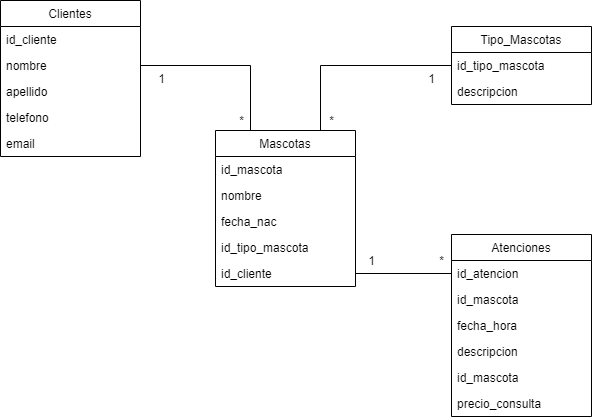 Clientes
id_cliente
nombre
apellido
telefono
email
1
*
Tipo_Mascotas
id_tipo_mascota
descripcion
1
*
Mascotas
id_mascota
nombre
fecha_nac
id_tipo_mascota
id_cliente
1
*
Atenciones
id_atencion
id_mascota
fecha_hora
descripcion
id_mascota
precio_consulta